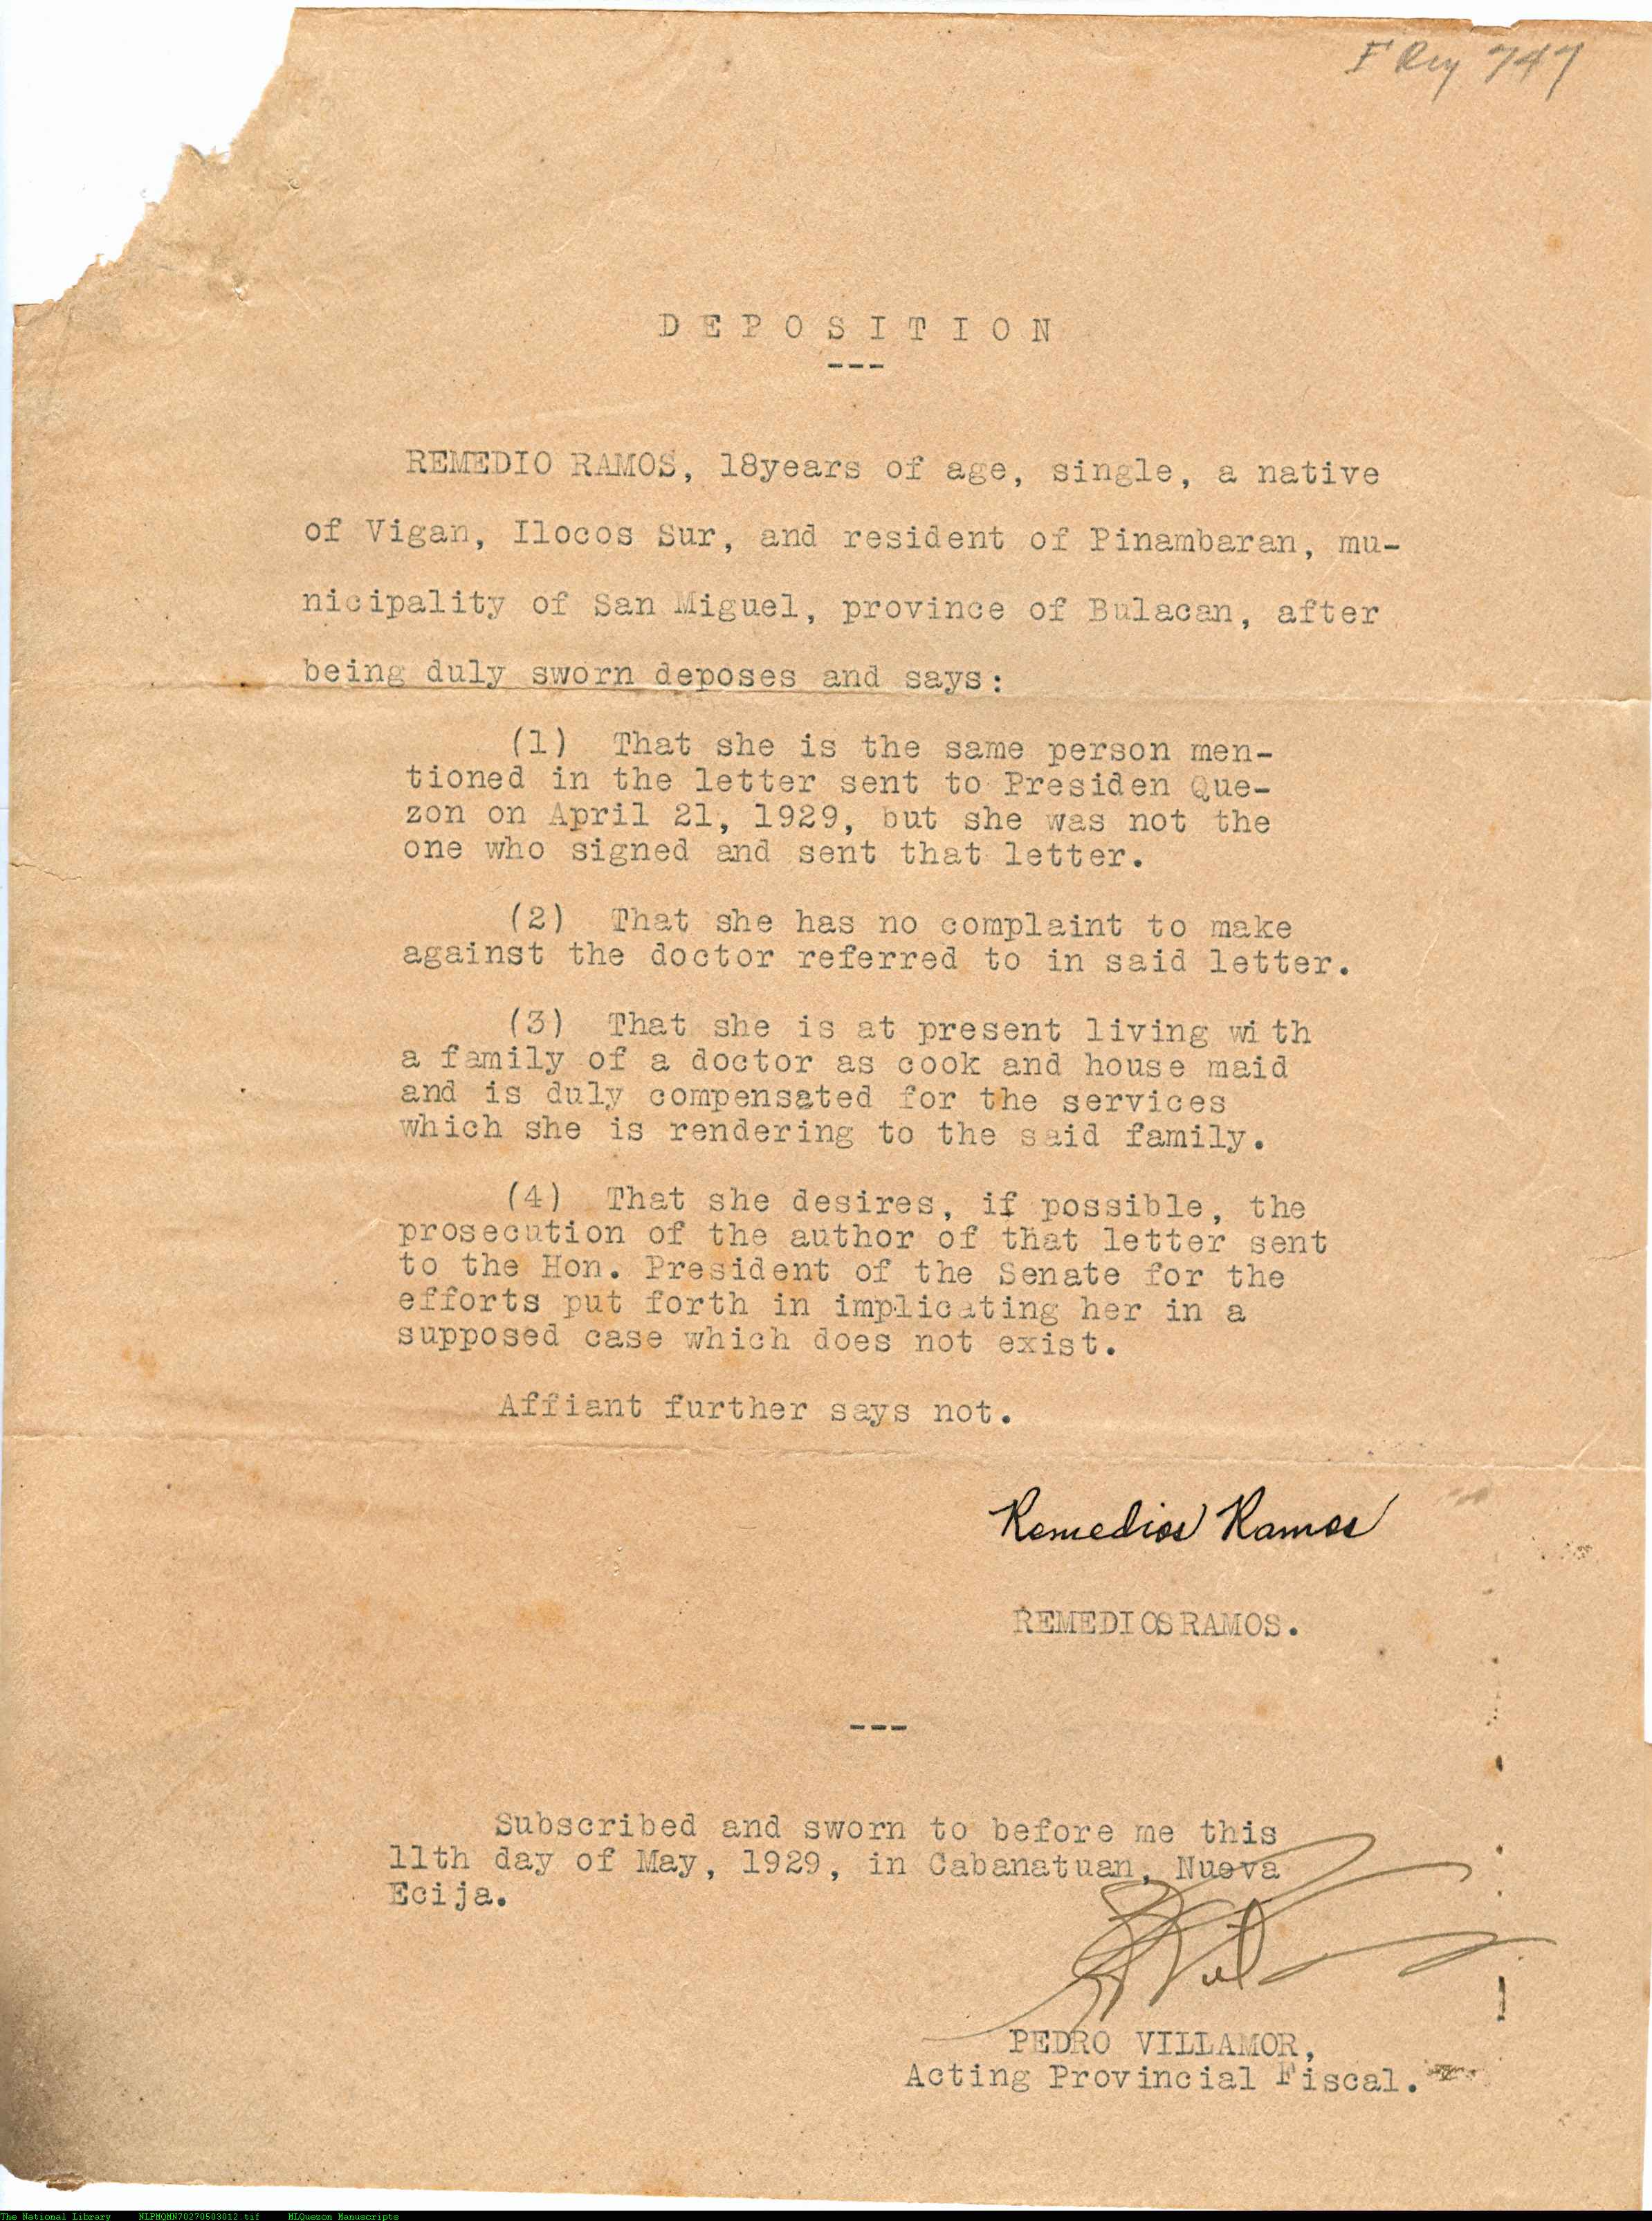 747
D E P O S I T I O N
---
REMEDIO RAMOS, 18years of age, single, a native
of Vigan, Ilocos Sur, and resident of Pinambaran, mu-
nicipality of San Miguel, province of Bulacan, after
being duly sworn deposes and says:
(1) That she is the same person men-
tioned in the letter sent to Presiden Que-
zon on April 21, 1929, but she was not the
one who signed and sent that letter.
(2) That she has no complaint to make
against the doctor referred to in said letter.
(3) That she is at present living with
a family of a doctor as cook and house maid
and is duly compensated for the services
which she is rendering to the said family.
(4) That she desires, if possible, the
prosecution of the author of that letter sent
to the Hon. President of the Senate for the
efforts put forth in implicating her in a
supposed case which does not exist.
Affiant further says not.
Remedios Ramos
REMEDIOS RAMOS.
---
Subscribed and sworn to before me this
11th day of May, 1929, in Cabanatuan, Nueva
Ecija.
PEDRO VILLAMOR,
Acting Provincial Fiscal.
The National Library NLPMQMN70270503012.tif MLQuezon Manuscripts